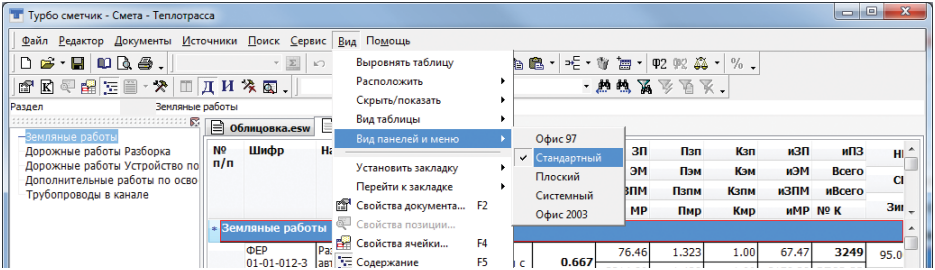 Турбо сметчик - Смета - Теплотрасса
Файл Редактор Документы Источники Поиск Сервис Вид Помощь
Раздел Земляные работы
Земляные работы
Дорожные работы Разборка
Дорожные работы Устройство по
Дополнительные работы по осво
Трубопроводы в канале
Облицовка.esw
№ п/п Шифр На
Выровнять таблицу
Расположить
Скрыть/показать
Вид таблицы
Вид панелей и меню
Установить закладку
Перейти к закладке
Свойства документа... F2
Свойства позиции...
Свойства ячейки... F4
Содержание F5
Офис 97
Стандартный
Плоский
Системный
Офис 2003
ЗП Пзп Кзп иЗП иПЗ
ЭМ Пэм Кэм иЭМ Всего
ЗПМ Пзпм Кзпм иЗПМ иВсего
МР Пмр Кмр иМР № К
* Земляные работы
ФЕР
01-01-012-3
0.667 76.46 1.323 1.00 67.47 3249 95.0